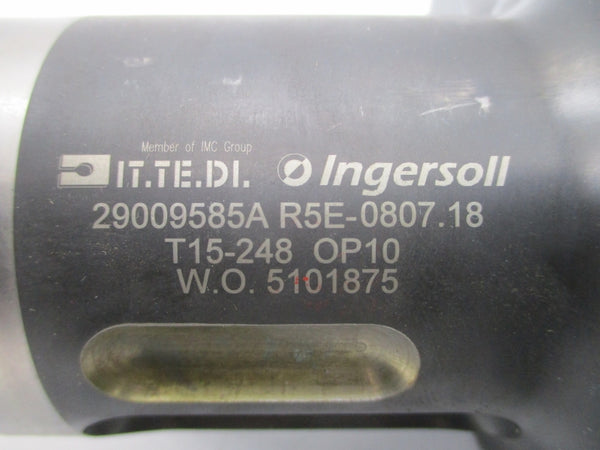 Member of IMC Group
IT.TE.DI. Ingersoll
29009585A R5E-0807.18
T15-248 OP10
W.O. 5101875